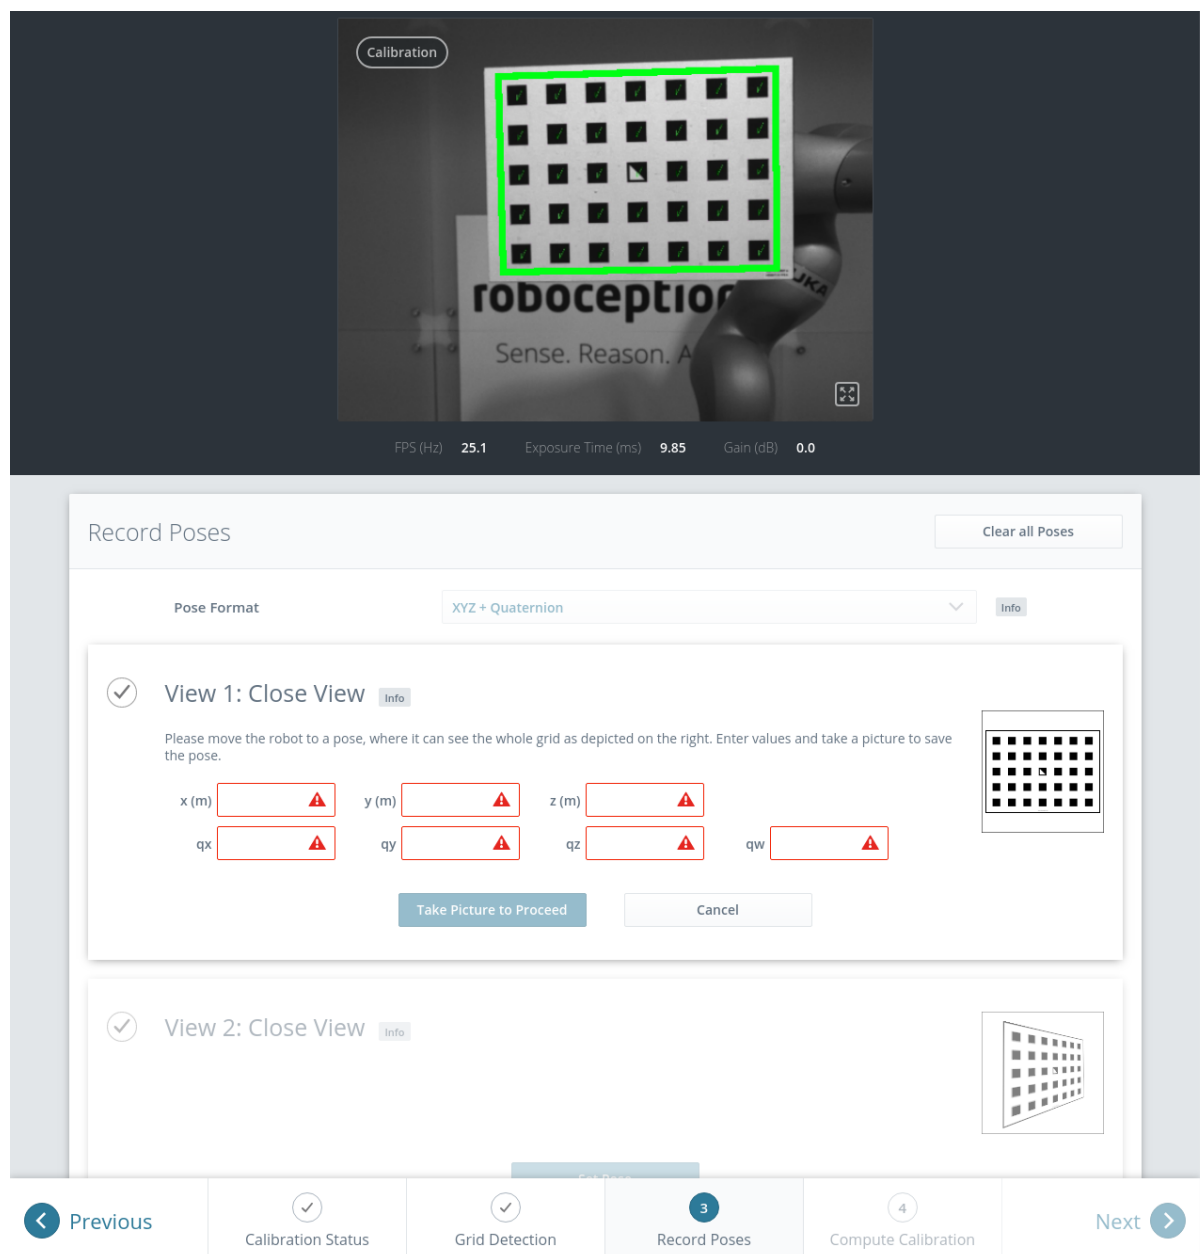 Calibration
roboception
Sense. Reason. A
KUKA
FPS (Hz) 25.1 Exposure Time (ms) 9.85 Gain (dB) 0.0
Record Poses
Clear all Poses
Pose Format XYZ + Quaternion Info
View 1: Close View Info
Please move the robot to a pose, where it can see the whole grid as depicted on the right. Enter values and take a picture to save
the pose.
x (m) y (m) z (m)
qx qy qz qw
Take Picture to Proceed Cancel
View 2: Close View Info
Set Pose
Previous
Calibration Status
Grid Detection
3
Record Poses
4
Compute Calibration
Next